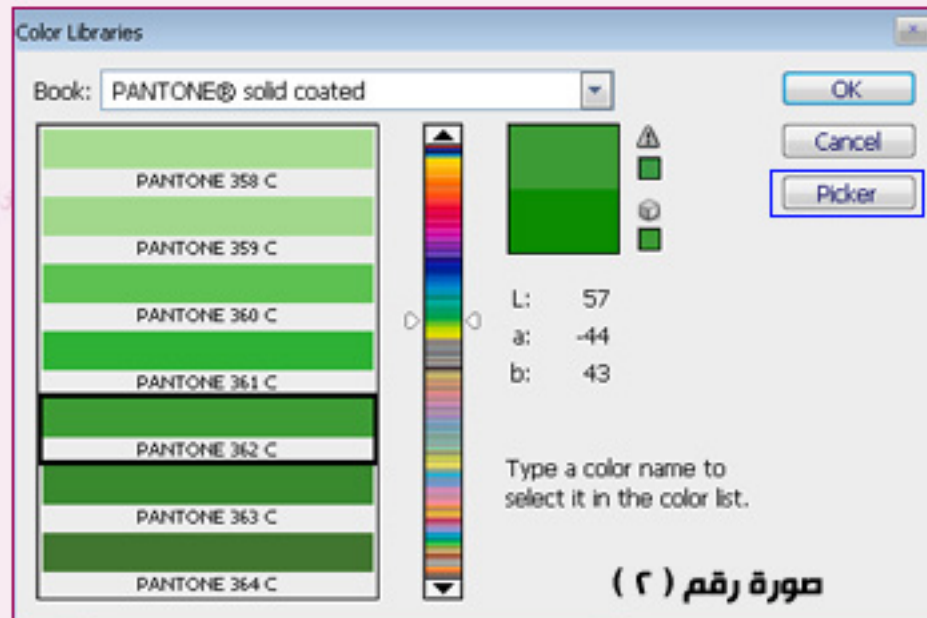 Color Libraries
Book: PANTONE® solid coated
OK
Cancel
Picker
PANTONE 358 C
PANTONE 359 C
PANTONE 360 C
PANTONE 361 C
PANTONE 362 C
PANTONE 363 C
PANTONE 364 C
L: 57
a: -44
b: 43
Type a color name to
select it in the color list.
صورة رقم ( ٢ )